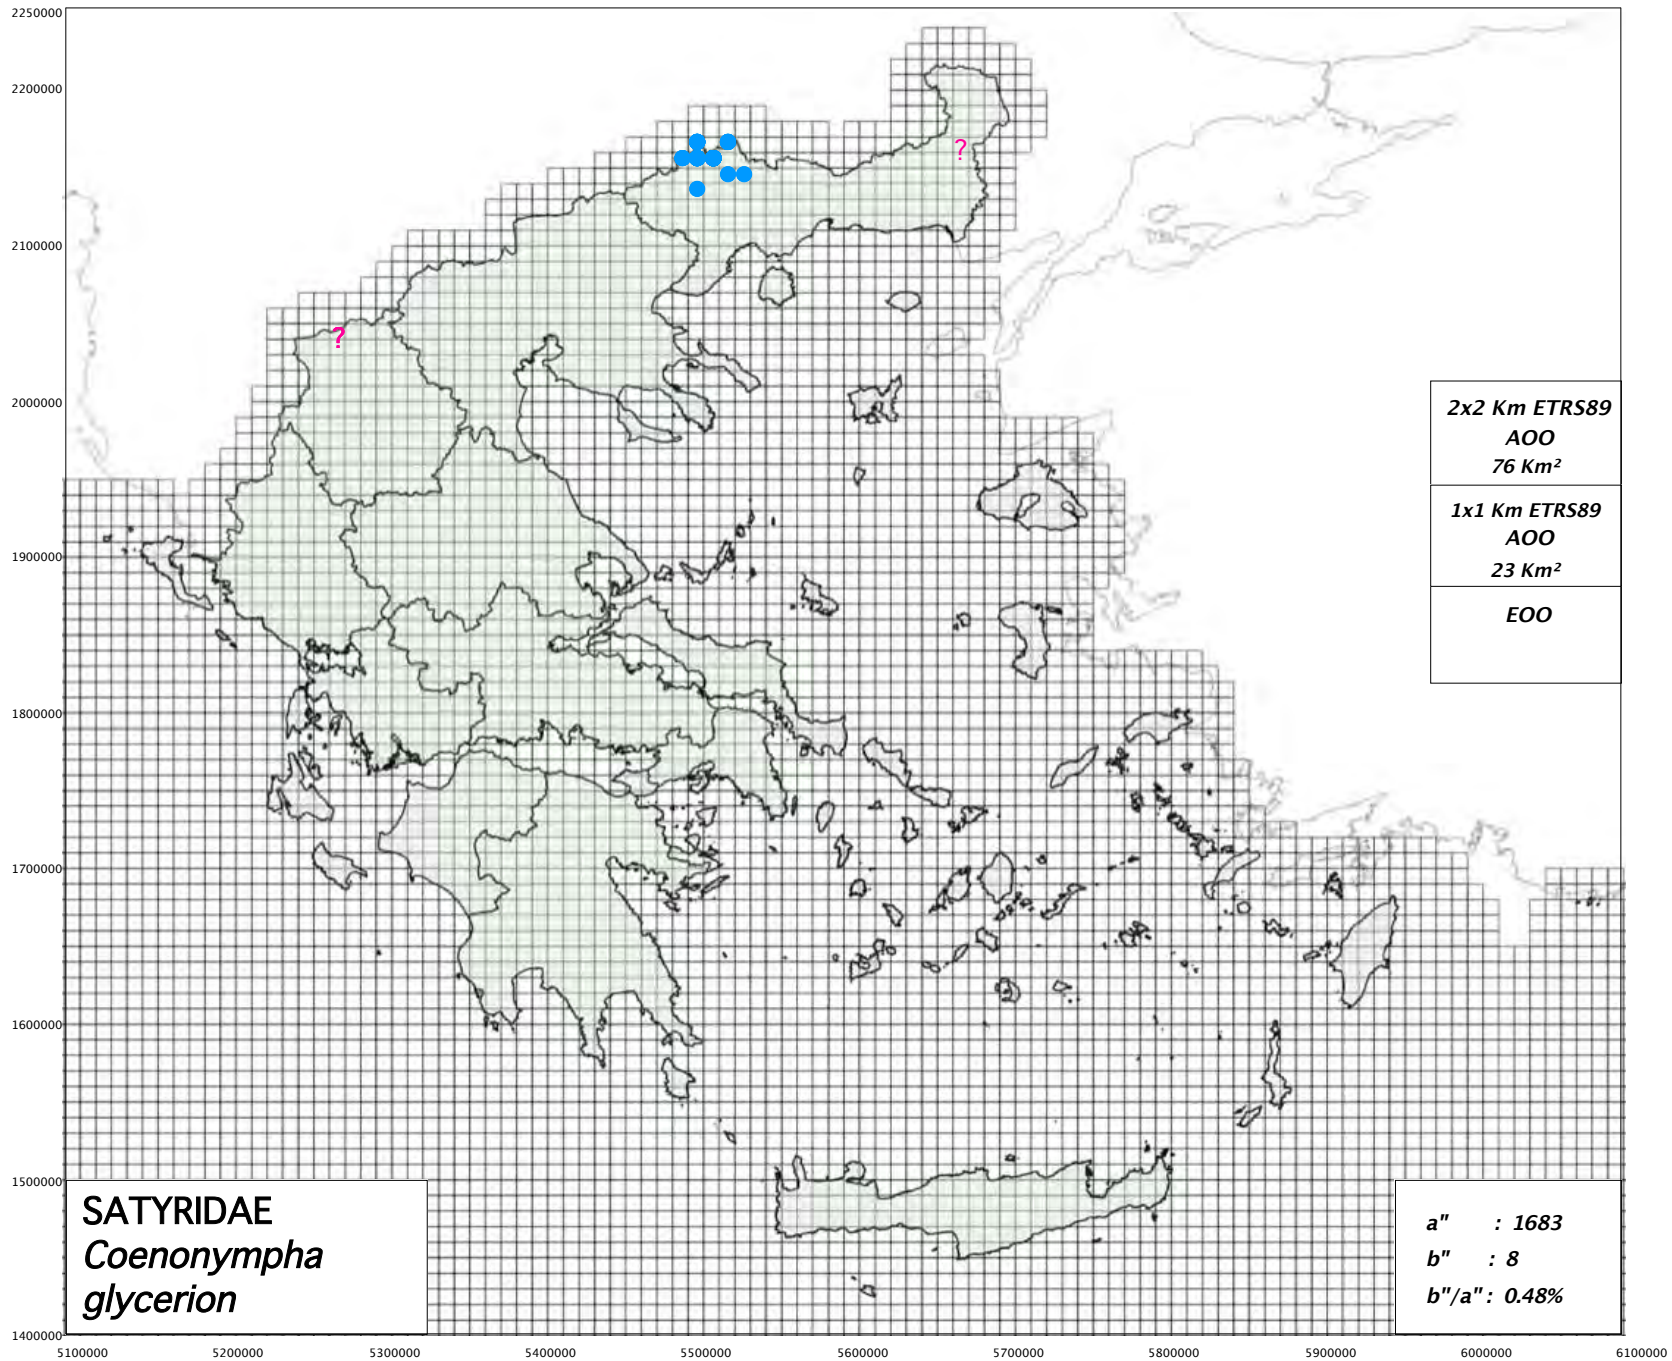 2250000
2200000
2100000
2000000
1900000
1800000
1700000
1600000
1500000
1400000
?
?
2x2 Km ETRS89
AOO
76 Km²
1x1 Km ETRS89
AOO
23 Km²
EOO
SATYRIDAE
Coenonympha
glycerion
a" : 1683
b" : 8
b"/a" : 0.48%
5100000 5200000 5300000 5400000 5500000 5600000 5700000 5800000 5900000 6000000 6100000